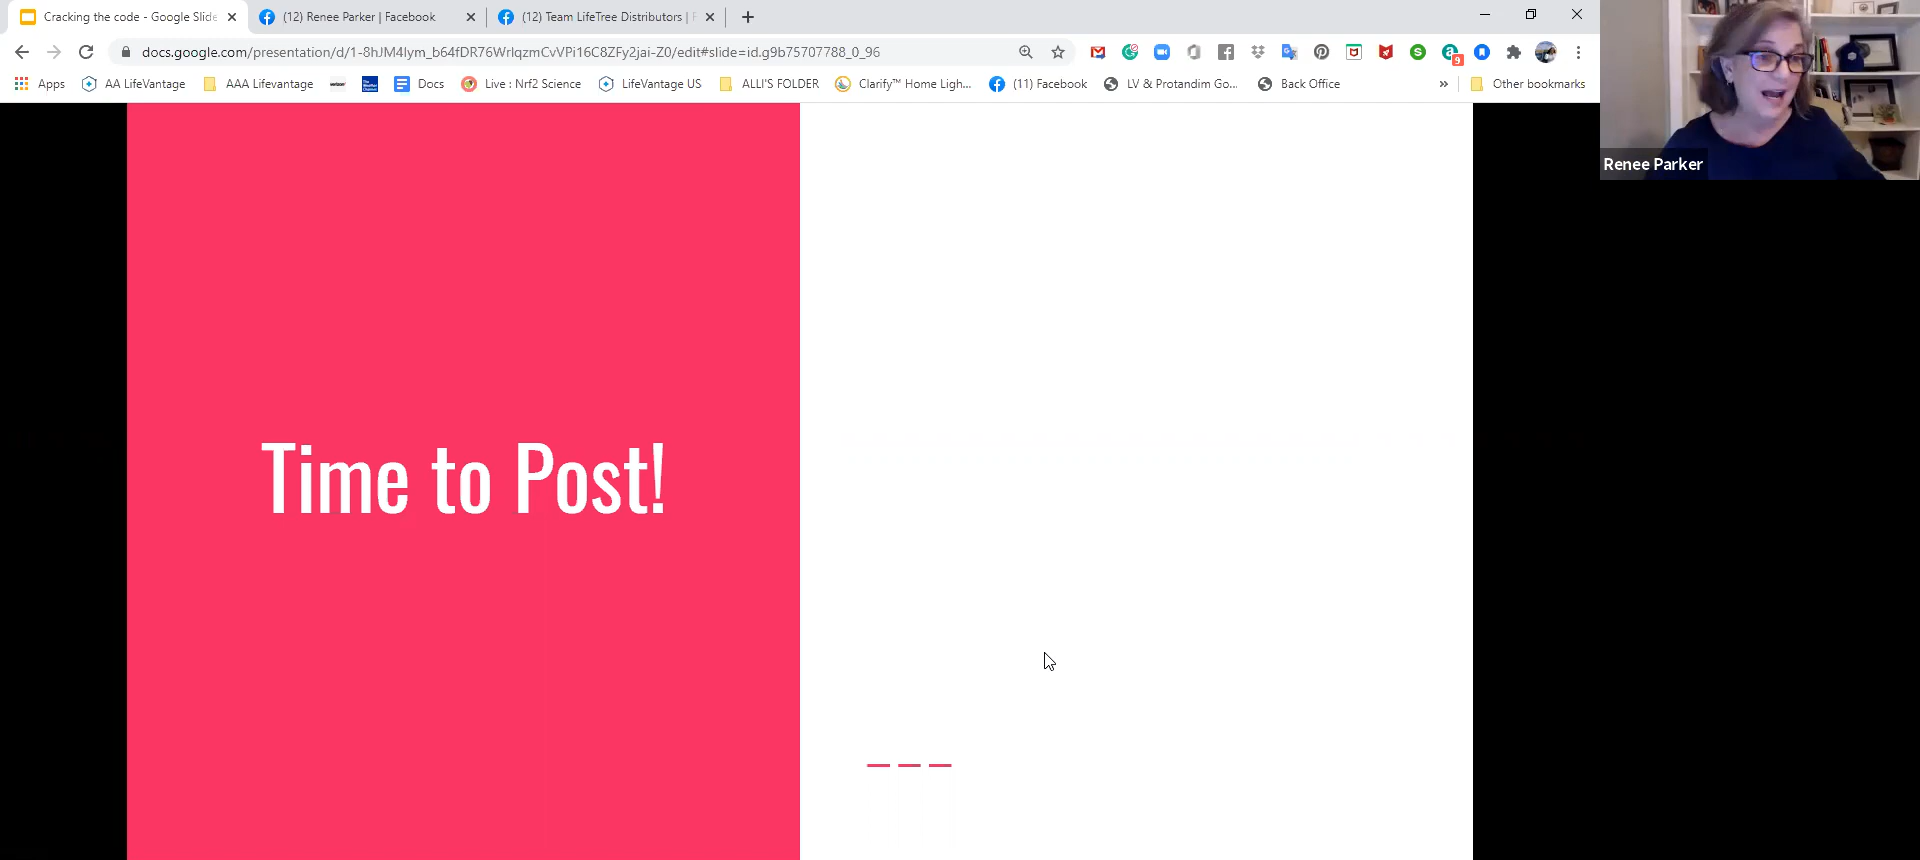 Cracking the code - Google Slide
(12) Renee Parker | Facebook
(12) Team LifeTree Distributors |
docs.google.com/presentation/d/1-8hJM4lym_b64fDR76WrlqzmCvVPi16C8ZFy2jai-Z0/edit#slide=id.g9b75707788_0_96
9
Apps
AA LifeVantage
AAA Lifevantage
verizon
Docs
Live : Nrf2 Science
LifeVantage US
ALLI'S FOLDER
Clarify™ Home Ligh...
(11) Facebook
LV & Protandim Go...
Back Office
»
Other bookmarks
Renee Parker
Time to Post!